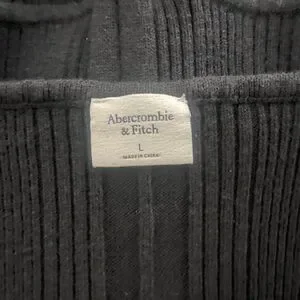 Abercrombie
& Fitch
L
MADE IN CHINA